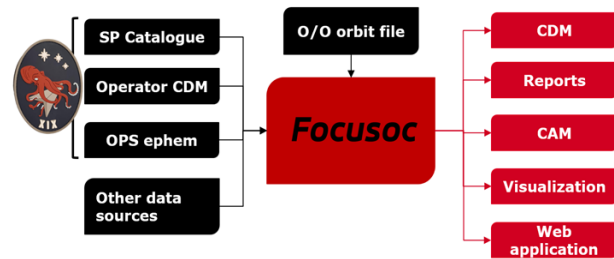 SP Catalogue
Operator CDM
OPS ephem
Other data
sources
XIX
O/O orbit file
Focusoc
CDM
Reports
CAM
Visualization
Web
application